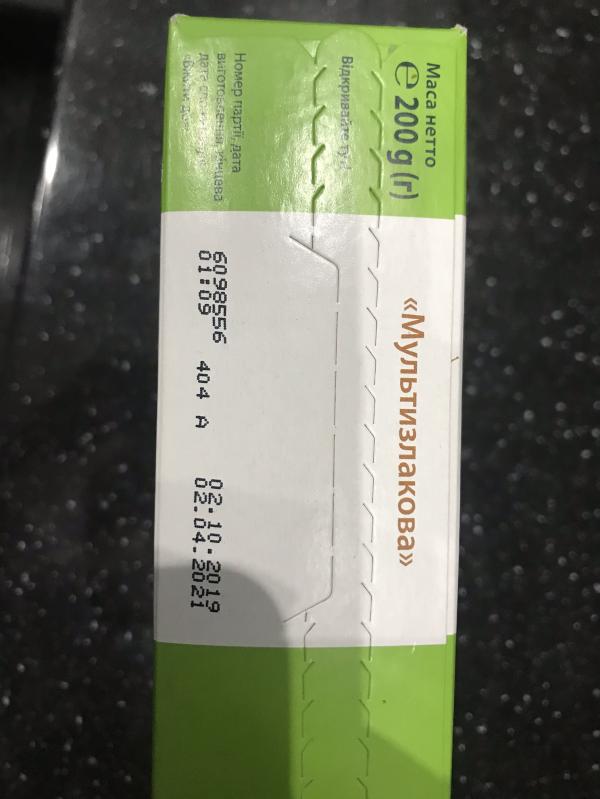 Маса нетто
℮ 200 g (г)
«Мультизлакова»
Відкривайте тут
Номер партії, дата
виготовлення, кінцева
дата
6098556 404 A 02.10.2019
01:09 02.04.2021